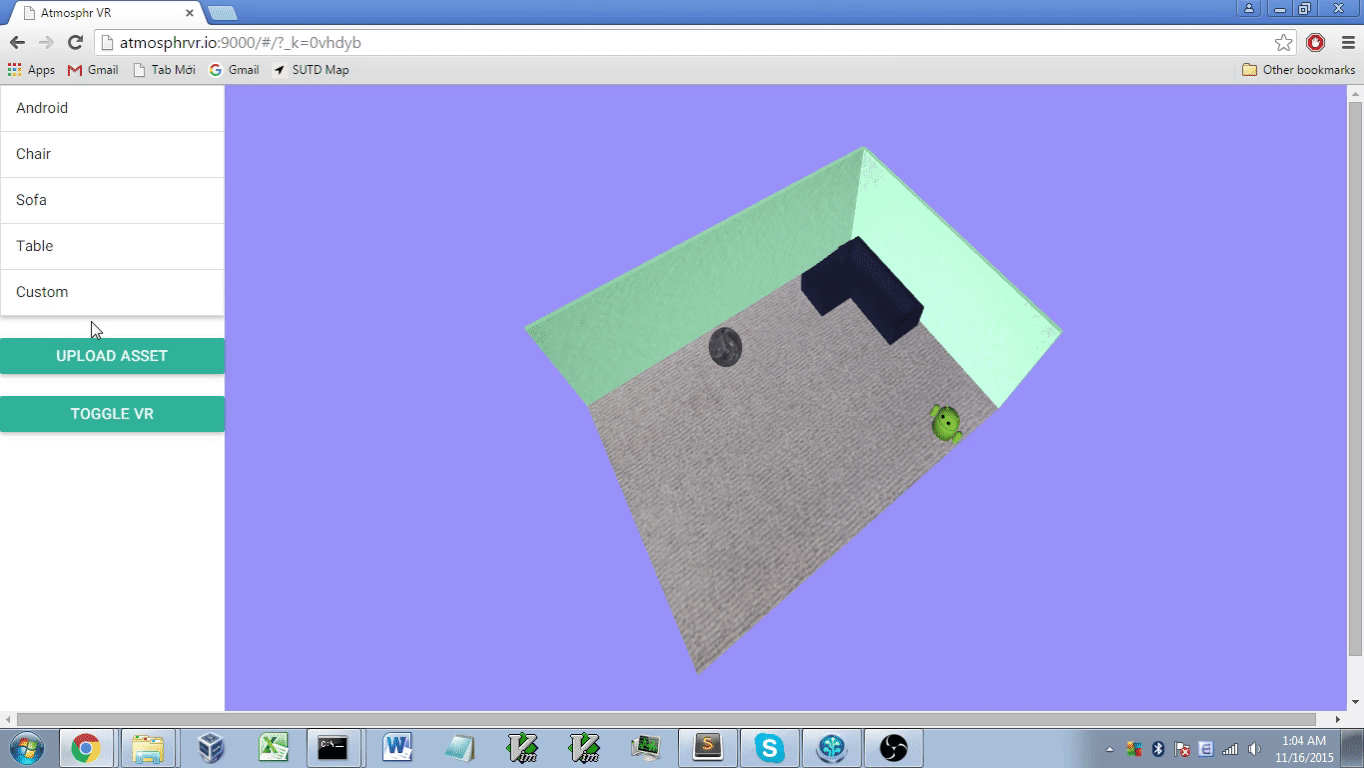 Atmosphr VR
atmosphrvr.io:9000/#/?_k=0vhdyb
Apps Gmail Tab Mới Gmail SUTD Map Other bookmarks
Android
Chair
Sofa
Table
Custom
UPLOAD ASSET
TOGGLE VR
1:04 AM
11/16/2015